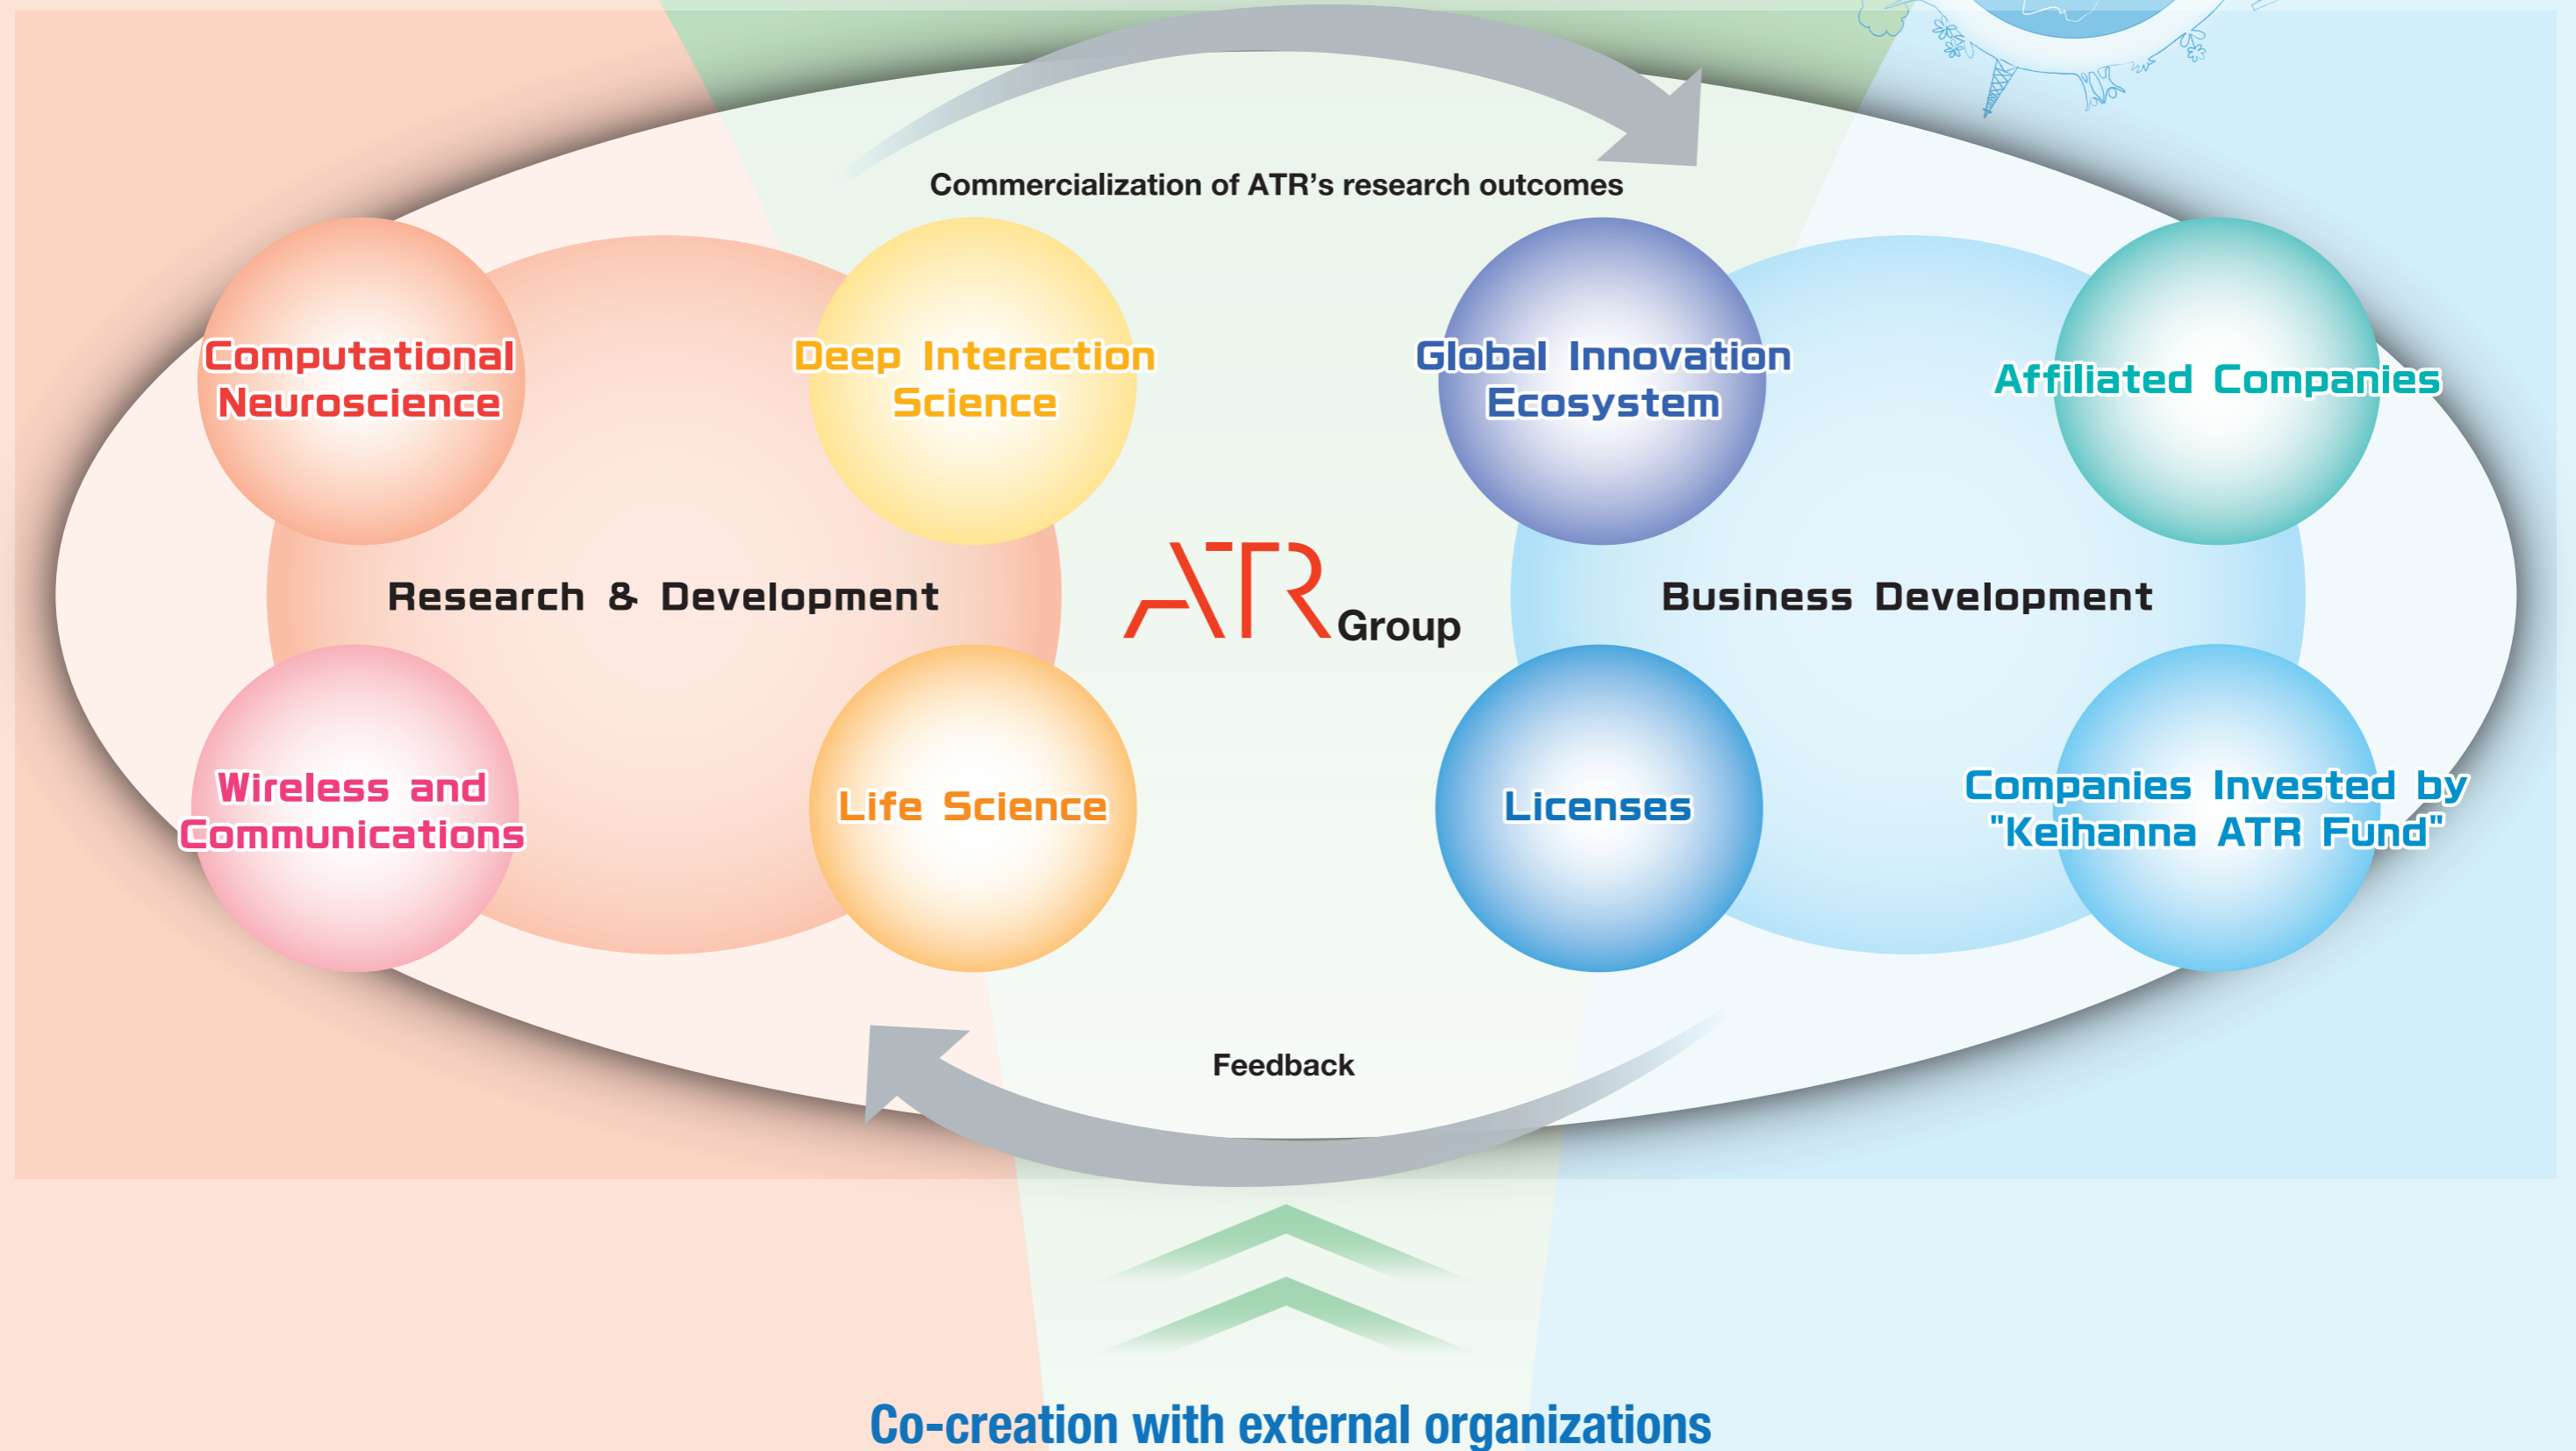 Commercialization of ATR’s research outcomes
Computational
Neuroscience
Deep Interaction
Science
Global Innovation
Ecosystem
Affiliated Companies
Research & Development
ATR Group
Business Development
Wireless and
Communications
Life Science
Licenses
Companies Invested by
"Keihanna ATR Fund"
Feedback
Co-creation with external organizations